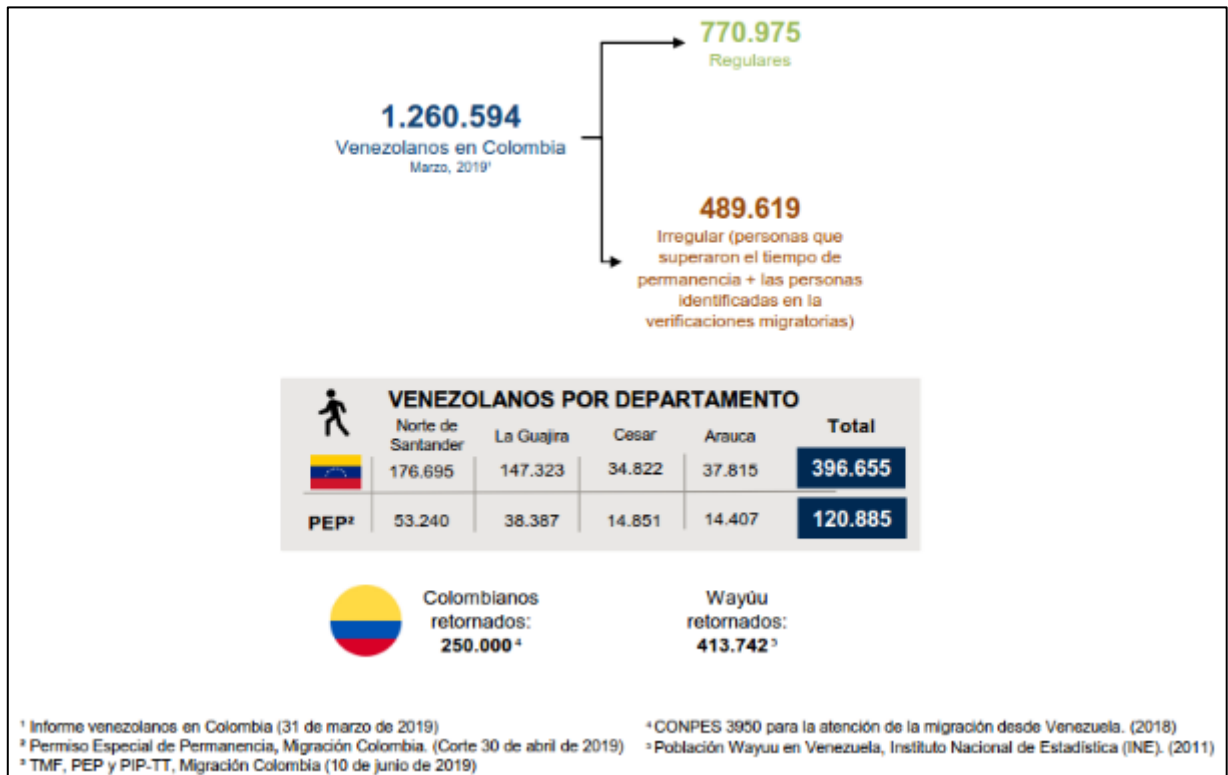 770.975
Regulares
1.260.594
Venezolanos en Colombia
Marzo, 2019¹
489.619
Irregular (personas que
superaron el tiempo de
permanencia + las personas
identificadas en la
verificaciones migratorias)
VENEZOLANOS POR DEPARTAMENTO
Norte de Santander La Guajira Cesar Arauca Total
176.695 147.323 34.822 37.815 396.655
PEP² 53.240 38.387 14.851 14.407 120.885
Colombianos
retornados:
250.000⁴
Wayúu
retornados:
413.742⁵
¹ Informe venezolanos en Colombia (31 de marzo de 2019)
² Permiso Especial de Permanencia, Migración Colombia. (Corte 30 de abril de 2019)
³ TMF, PEP y PIP-TT, Migración Colombia (10 de junio de 2019)
⁴ CONPES 3950 para la atención de la migración desde Venezuela. (2018)
⁵ Población Wayuu en Venezuela, Instituto Nacional de Estadística (INE). (2011)